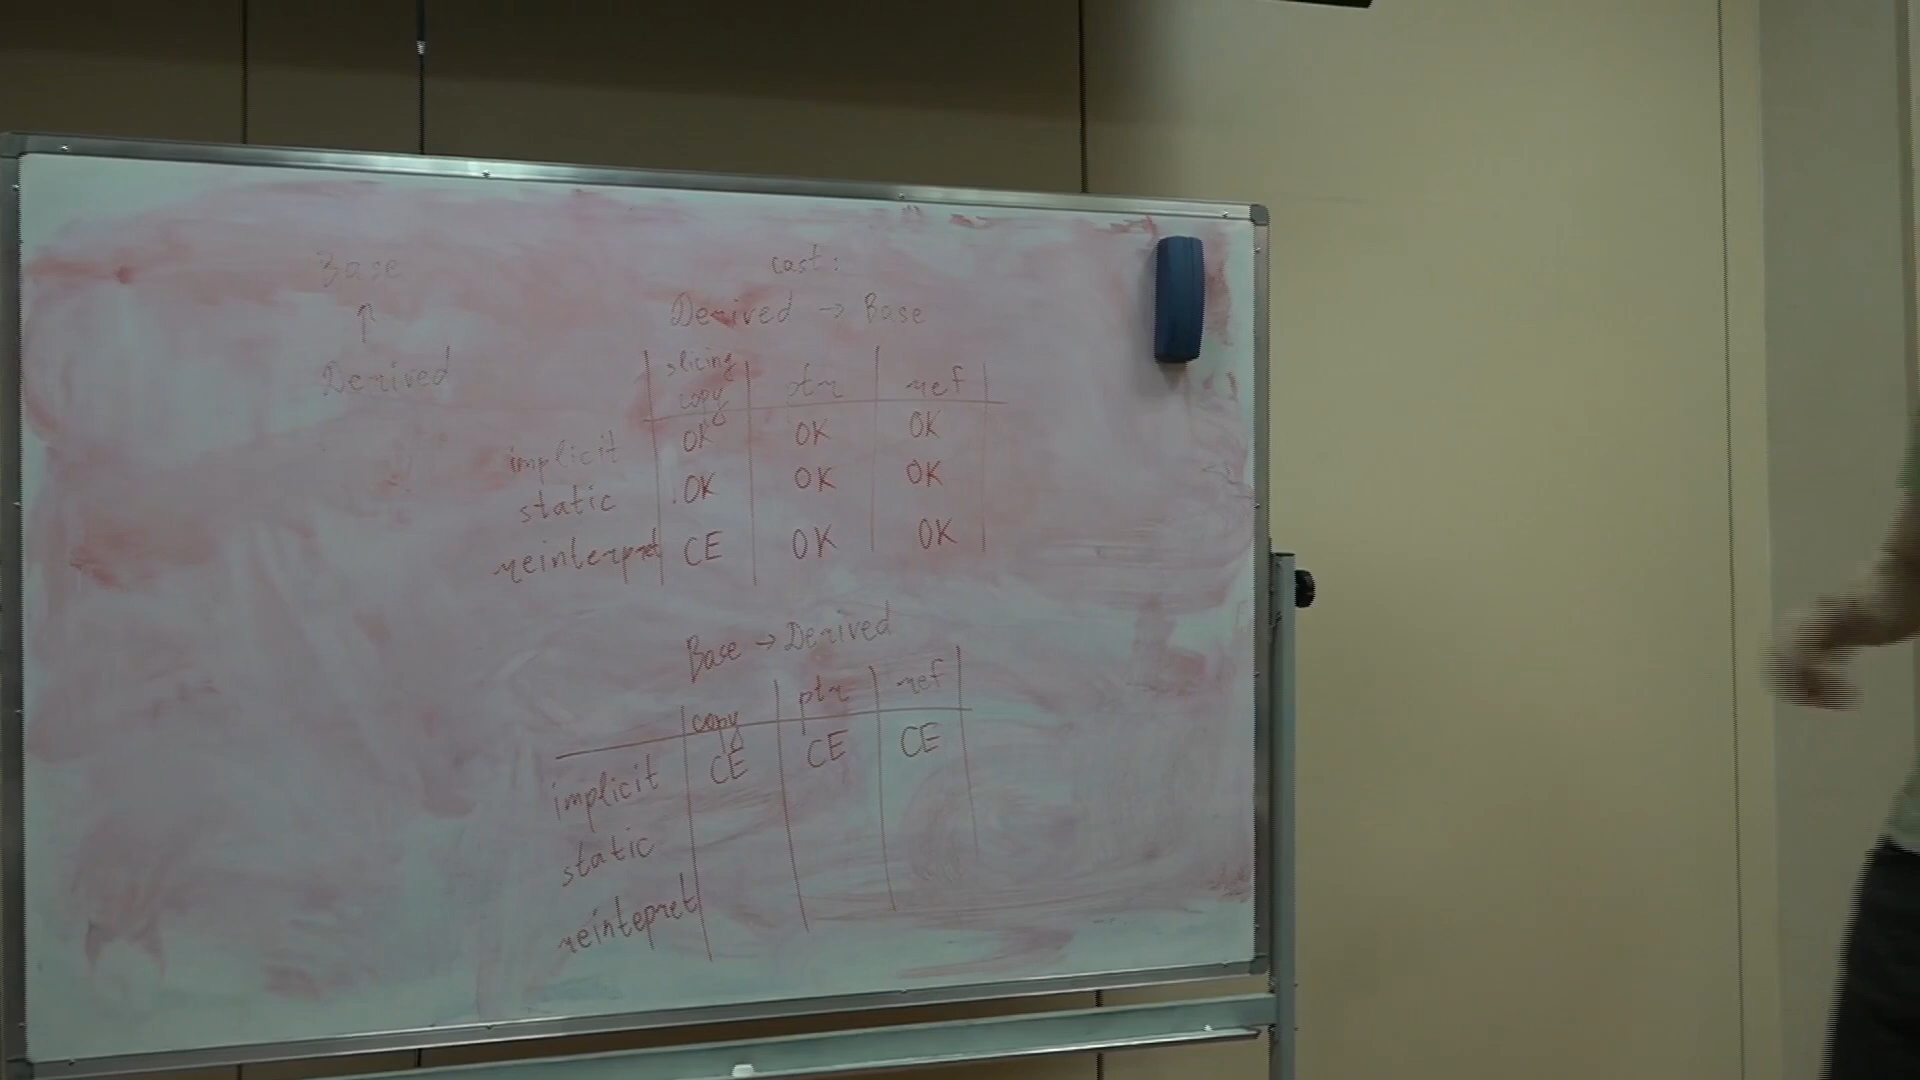 Base
↑
Derived
cast:
Derived → Base
slicing copy ptr ref
implicit OK OK OK
static OK OK OK
reinterpret CE OK OK
Base → Derived
copy ptr ref
implicit CE CE CE
static
reintepret